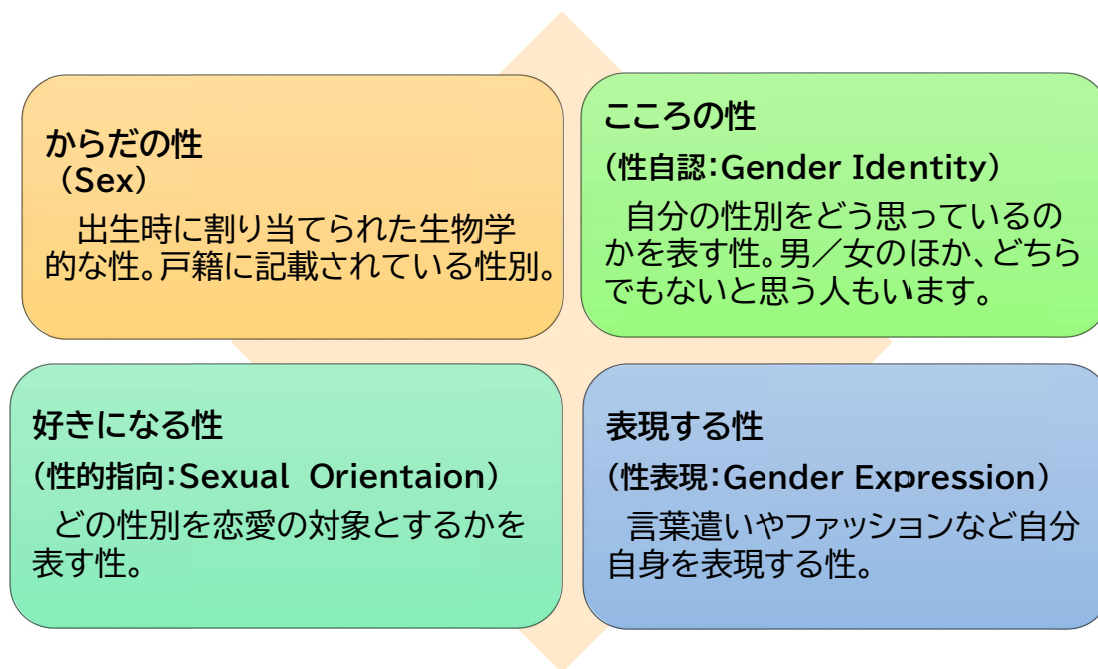 からだの性
（Sex）
出生時に割り当てられた生物学
的な性。戸籍に記載されている性別。
こころの性
（性自認：Gender Identity）
自分の性別をどう思っているの
かを表す性。男／女のほか、どちら
でもないと思う人もいます。
好きになる性
（性的指向：Sexual Orientaion）
どの性別を恋愛の対象とするかを
表す性。
表現する性
（性表現：Gender Expression）
言葉遣いやファッションなど自分
自身を表現する性。